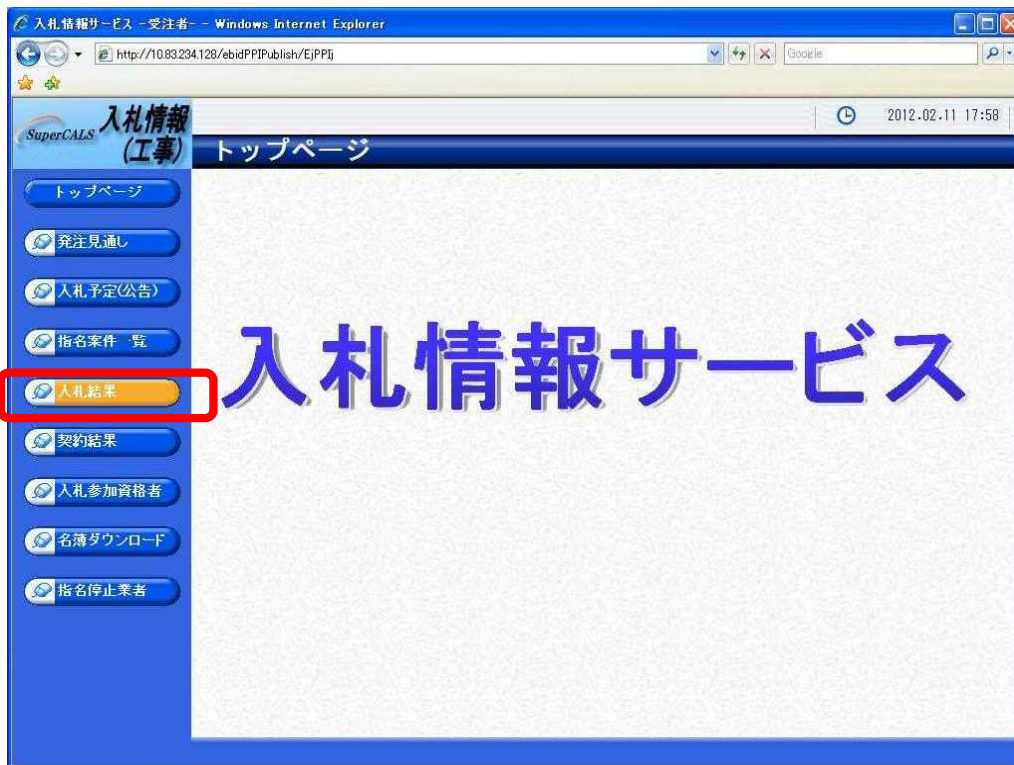 入札情報サービス -受注者- - Windows Internet Explorer
http://10.83.234.128/ebidPPIPublish/EjPPIj
Google
SuperCALS 入札情報
(工事)
2012.02.11 17:58
トップページ
トップページ
発注見通し
入札予定(公告)
指名案件一覧
入札結果
契約結果
入札参加資格者
名簿ダウンロード
指名停止業者
入札情報サービス